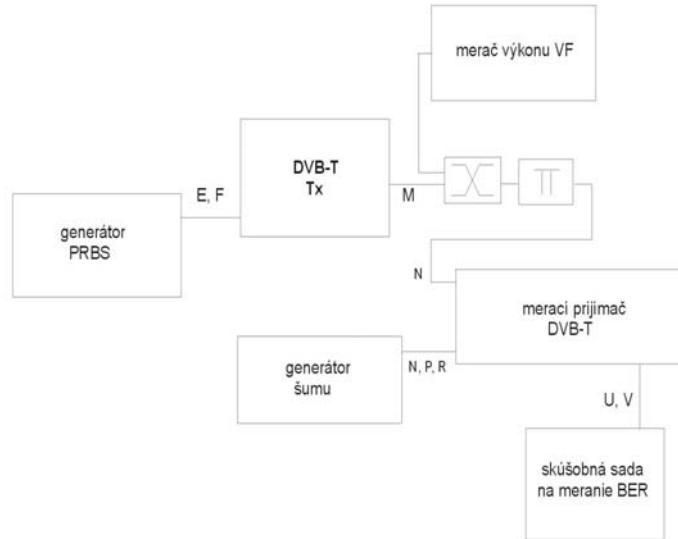 merač výkonu VF
DVB-T
Tx
E, F
M
generátor
PRBS
N
merací prijímač
DVB-T
generátor
šumu
N, P, R
U, V
skúšobná sada
na meranie BER